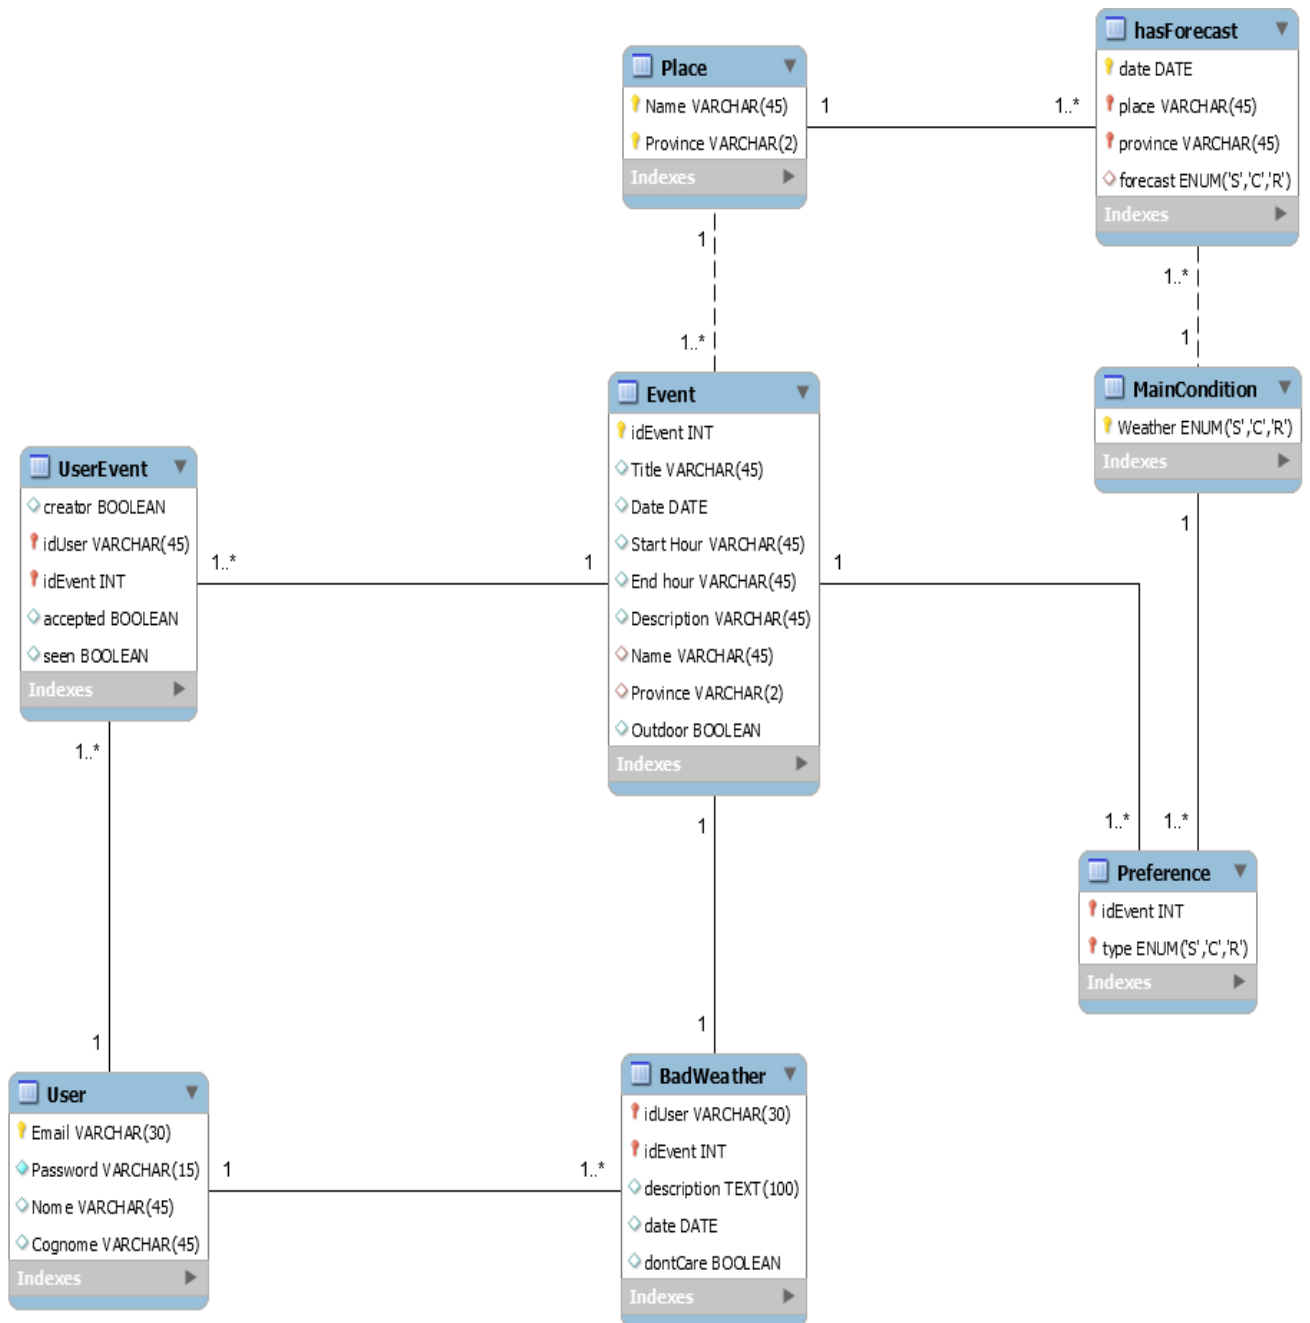 hasForecast
date DATE
place VARCHAR(45)
province VARCHAR(45)
forecast ENUM('S','C','R')
Indexes
Place
Name VARCHAR(45)
Province VARCHAR(2)
Indexes
1
1..*
1
1..*
1..*
1
MainCondition
Weather ENUM('S','C','R')
Indexes
Event
idEvent INT
Title VARCHAR(45)
Date DATE
Start Hour VARCHAR(45)
End hour VARCHAR(45)
Description VARCHAR(45)
Name VARCHAR(45)
Province VARCHAR(2)
Outdoor BOOLEAN
Indexes
UserEvent
creator BOOLEAN
idUser VARCHAR(45)
idEvent INT
accepted BOOLEAN
seen BOOLEAN
Indexes
1..*
1
1
1
1..*
1
1..*
1..*
Preference
idEvent INT
type ENUM('S','C','R')
Indexes
1
1
User
Email VARCHAR(30)
Password VARCHAR(15)
Nome VARCHAR(45)
Cognome VARCHAR(45)
Indexes
1
1..*
BadWeather
idUser VARCHAR(30)
idEvent INT
description TEXT(100)
date DATE
dontCare BOOLEAN
Indexes